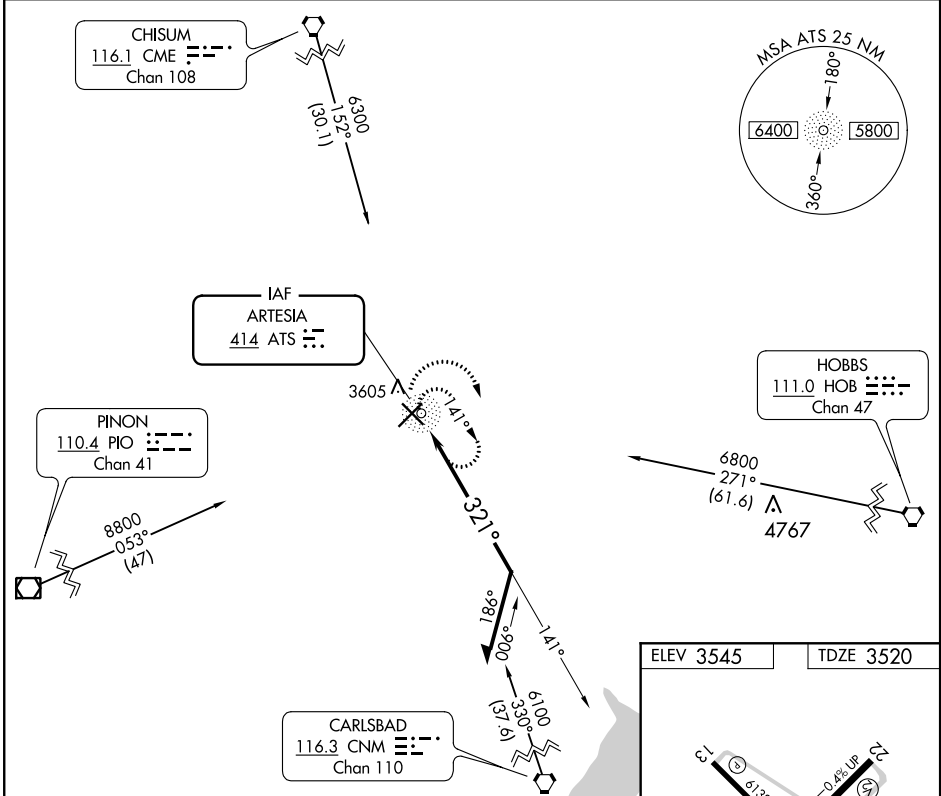 CHISUM
116.1 CME
Chan 108
6300
152°
(30.1)
MSA ATS 25 NM
180°
6400
5800
360°
IAF
ARTESIA
414 ATS
3605
141°
HOBBS
111.0 HOB
Chan 47
PINON
110.4 PIO
Chan 41
6800
271°
(61.6)
4767
8800
053°
(47)
321°
186°
006°
141°
6100
330°
(37.6)
CARLSBAD
116.3 CNM
Chan 110
ELEV 3545
TDZE 3520
13
P
22
0.4% UP